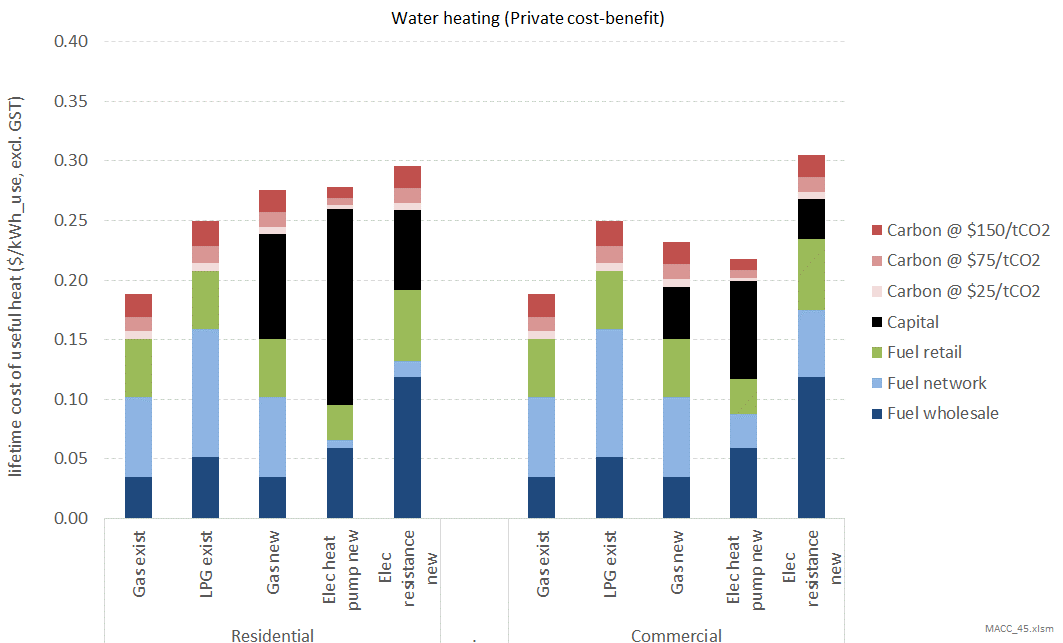 Water heating (Private cost-benefit)
lifetime cost of useful heat ($/kWh_use, excl. GST)
0.40
0.35
0.30
0.25
0.20
0.15
0.10
0.05
0.00
Carbon @ $150/tCO2
Carbon @ $75/tCO2
Carbon @ $25/tCO2
Capital
Fuel retail
Fuel network
Fuel wholesale
Gas exist
LPG exist
Gas new
Elec heat
pump new
Elec
resistance
new
Gas exist
LPG exist
Gas new
Elec heat
pump new
Elec
resistance
new
Residential
.
Commercial
MACC_45.xlsm